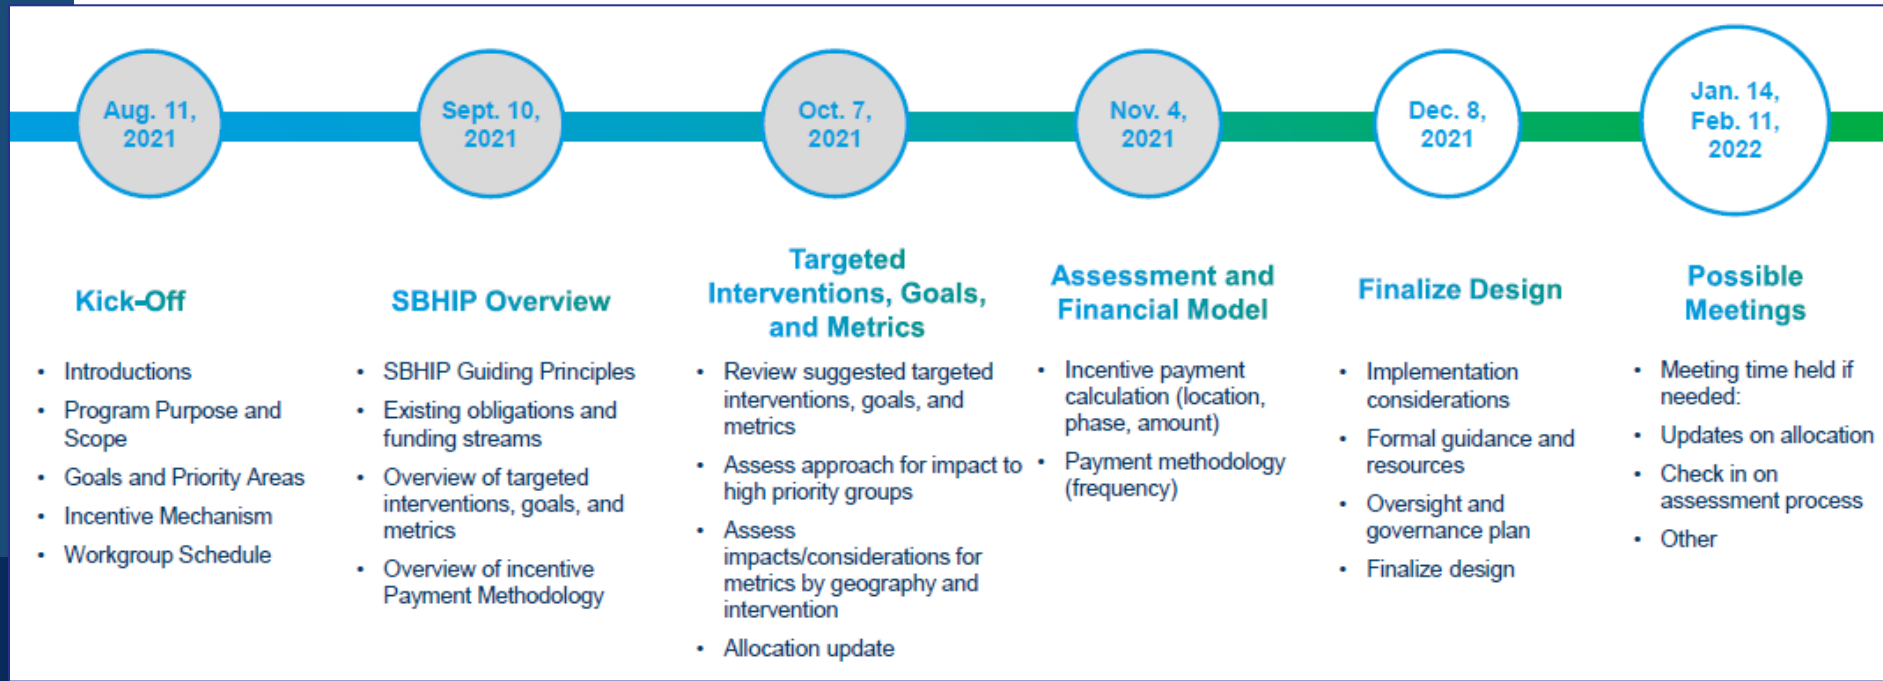 Aug. 11,
2021
Sept. 10,
2021
Oct. 7,
2021
Nov. 4,
2021
Dec. 8,
2021
Jan. 14,
Feb. 11,
2022
Kick-Off
• Introductions
• Program Purpose and
Scope
• Goals and Priority Areas
• Incentive Mechanism
• Workgroup Schedule
SBHIP Overview
• SBHIP Guiding Principles
• Existing obligations and
funding streams
• Overview of targeted
interventions, goals, and
metrics
• Overview of incentive
Payment Methodology
Targeted
Interventions, Goals,
and Metrics
• Review suggested targeted
interventions, goals, and
metrics
• Assess approach for impact to
high priority groups
• Assess
impacts/considerations for
metrics by geography and
intervention
• Allocation update
Assessment and
Financial Model
• Incentive payment
calculation (location,
phase, amount)
• Payment methodology
(frequency)
Finalize Design
• Implementation
considerations
• Formal guidance and
resources
• Oversight and
governance plan
• Finalize design
Possible
Meetings
• Meeting time held if
needed:
• Updates on allocation
• Check in on
assessment process
• Other